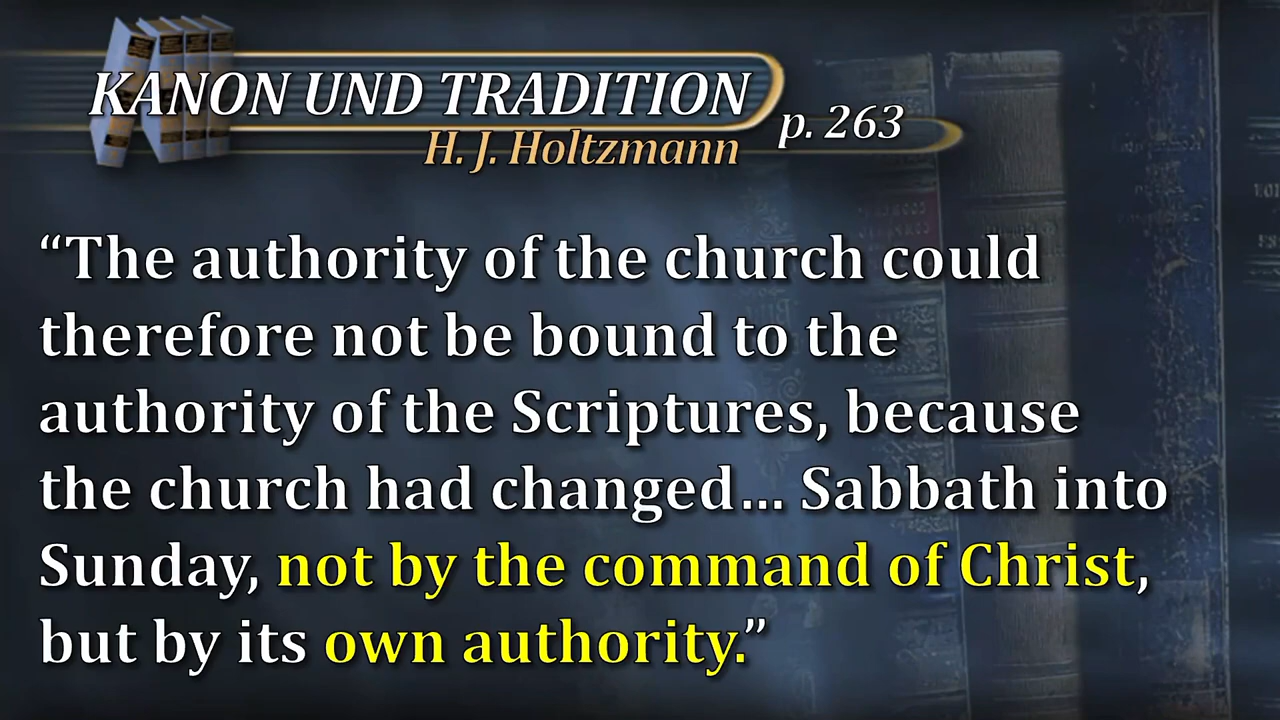 KANON UND TRADITION
H. J. Holtzmann
p. 263
“The authority of the church could
therefore not be bound to the
authority of the Scriptures, because
the church had changed... Sabbath into
Sunday, not by the command of Christ,
but by its own authority.”